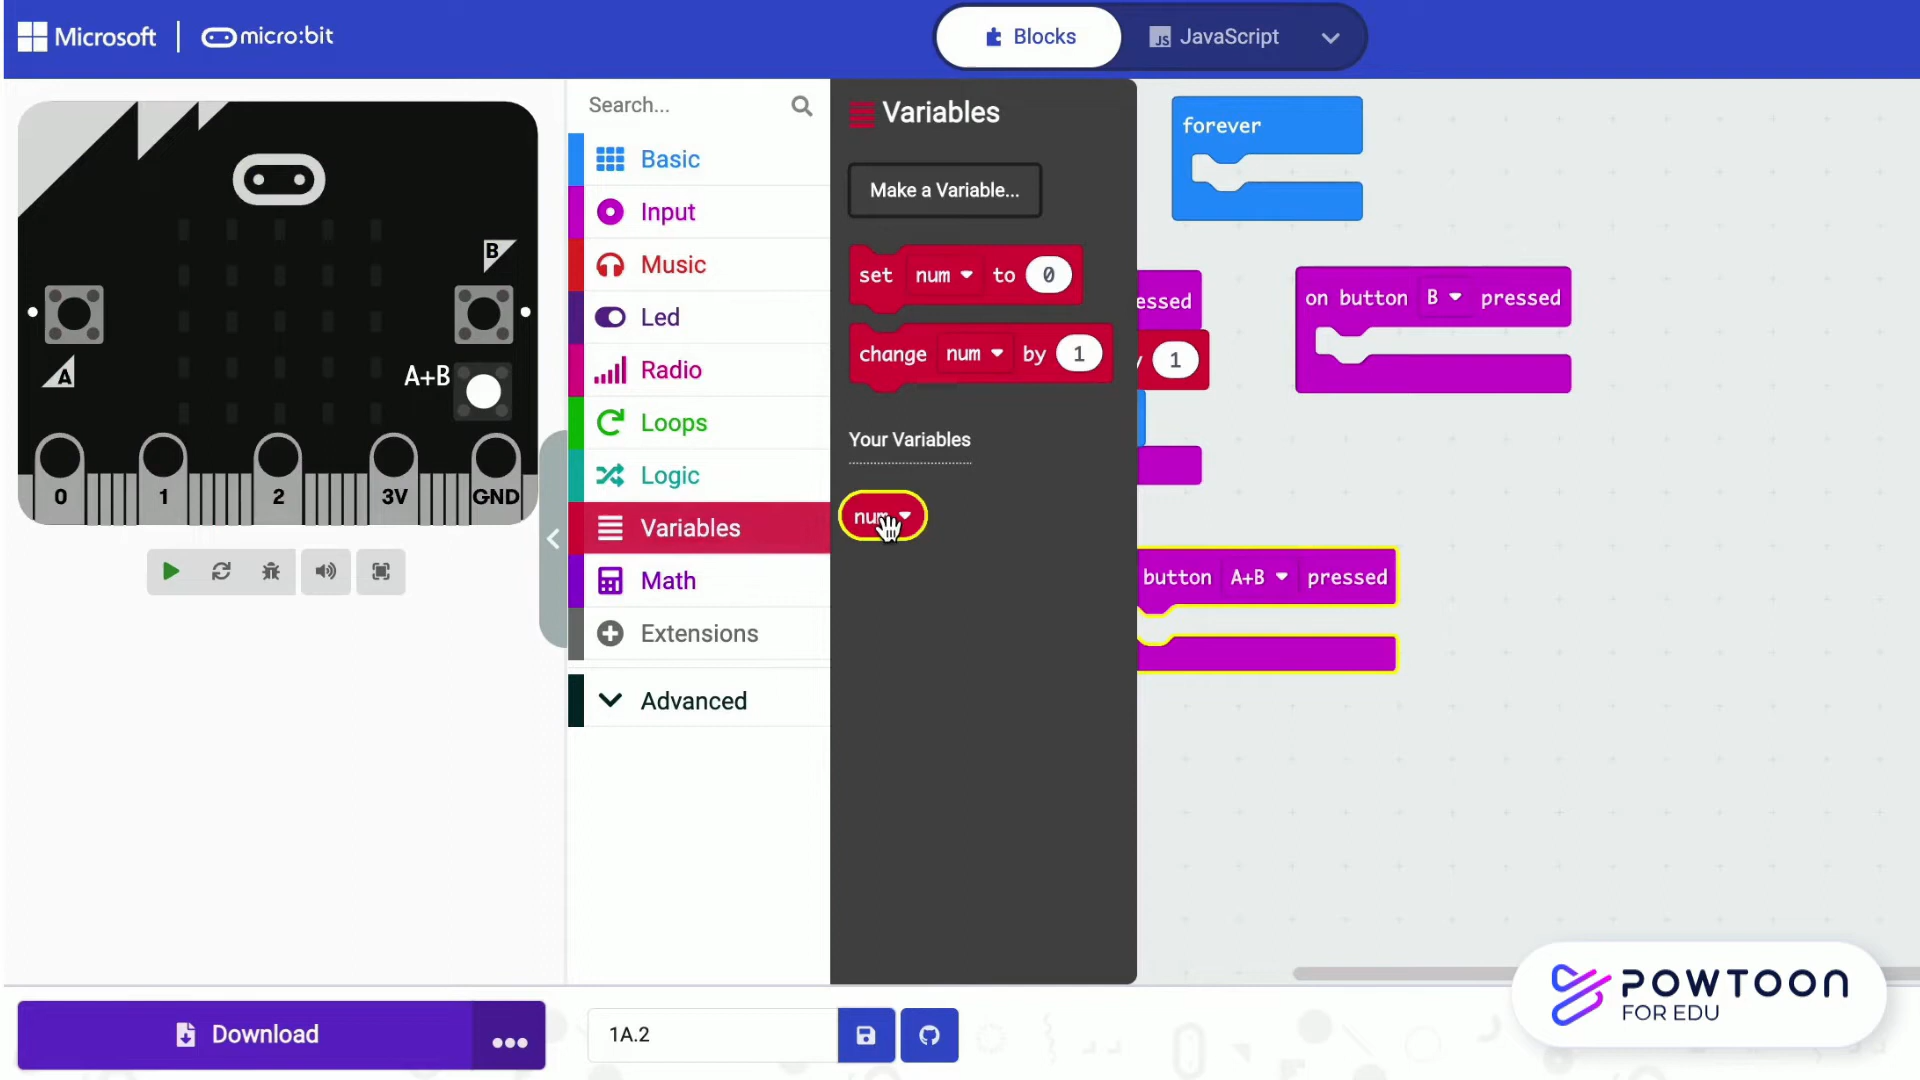 Microsoft micro:bit
Blocks
JavaScript
Search...
Basic
Input
Music
Led
Radio
Loops
Logic
Variables
Math
Extensions
Advanced
Variables
Make a Variable...
set num to 0
change num by 1
Your Variables
num
forever
essed
1
on button B pressed
button A+B pressed
B
A
A+B
0 1 2 3V GND
Download
1A.2
POWTOON
FOR EDU